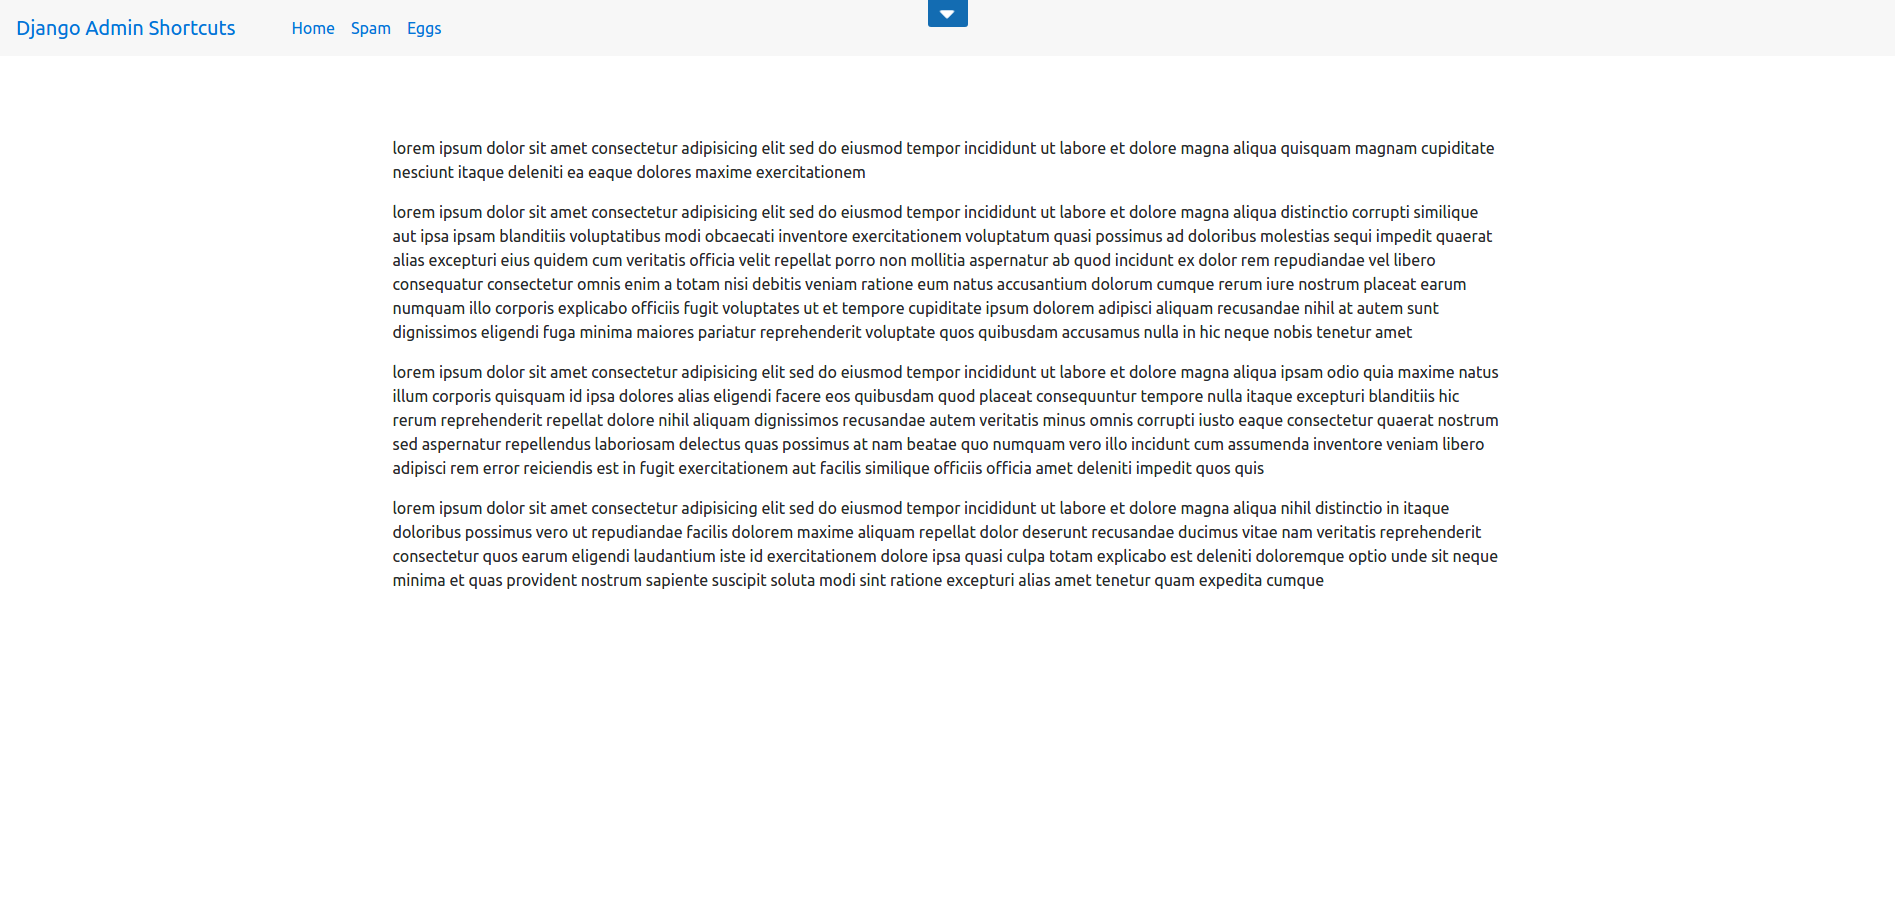 Django Admin Shortcuts Home Spam Eggs
lorem ipsum dolor sit amet consectetur adipisicing elit sed do eiusmod tempor incididunt ut labore et dolore magna aliqua quisquam magnam cupiditate
nesciunt itaque deleniti ea eaque dolores maxime exercitationem
lorem ipsum dolor sit amet consectetur adipisicing elit sed do eiusmod tempor incididunt ut labore et dolore magna aliqua distinctio corrupti similique
aut ipsa ipsam blanditiis voluptatibus modi obcaecati inventore exercitationem voluptatum quasi possimus ad doloribus molestias sequi impedit quaerat
alias excepturi eius quidem cum veritatis officia velit repellat porro non mollitia aspernatur ab quod incidunt ex dolor rem repudiandae vel libero
consequatur consectetur omnis enim a totam nisi debitis veniam ratione eum natus accusantium dolorum cumque rerum iure nostrum placeat earum
numquam illo corporis explicabo officiis fugit voluptates ut et tempore cupiditate ipsum dolorem adipisci aliquam recusandae nihil at autem sunt
dignissimos eligendi fuga minima maiores pariatur reprehenderit voluptate quos quibusdam accusamus nulla in hic neque nobis tenetur amet
lorem ipsum dolor sit amet consectetur adipisicing elit sed do eiusmod tempor incididunt ut labore et dolore magna aliqua ipsam odio quia maxime natus
illum corporis quisquam id ipsa dolores alias eligendi facere eos quibusdam quod placeat consequuntur tempore nulla itaque excepturi blanditiis hic
rerum reprehenderit repellat dolore nihil aliquam dignissimos recusandae autem veritatis minus omnis corrupti iusto eaque consectetur quaerat nostrum
sed aspernatur repellendus laboriosam delectus quas possimus at nam beatae quo numquam vero illo incidunt cum assumenda inventore veniam libero
adipisci rem error reiciendis est in fugit exercitationem aut facilis similique officiis officia amet deleniti impedit quos quis
lorem ipsum dolor sit amet consectetur adipisicing elit sed do eiusmod tempor incididunt ut labore et dolore magna aliqua nihil distinctio in itaque
doloribus possimus vero ut repudiandae facilis dolorem maxime aliquam repellat dolor deserunt recusandae ducimus vitae nam veritatis reprehenderit
consectetur quos earum eligendi laudantium iste id exercitationem dolore ipsa quasi culpa totam explicabo est deleniti doloremque optio unde sit neque
minima et quas provident nostrum sapiente suscipit soluta modi sint ratione excepturi alias amet tenetur quam expedita cumque